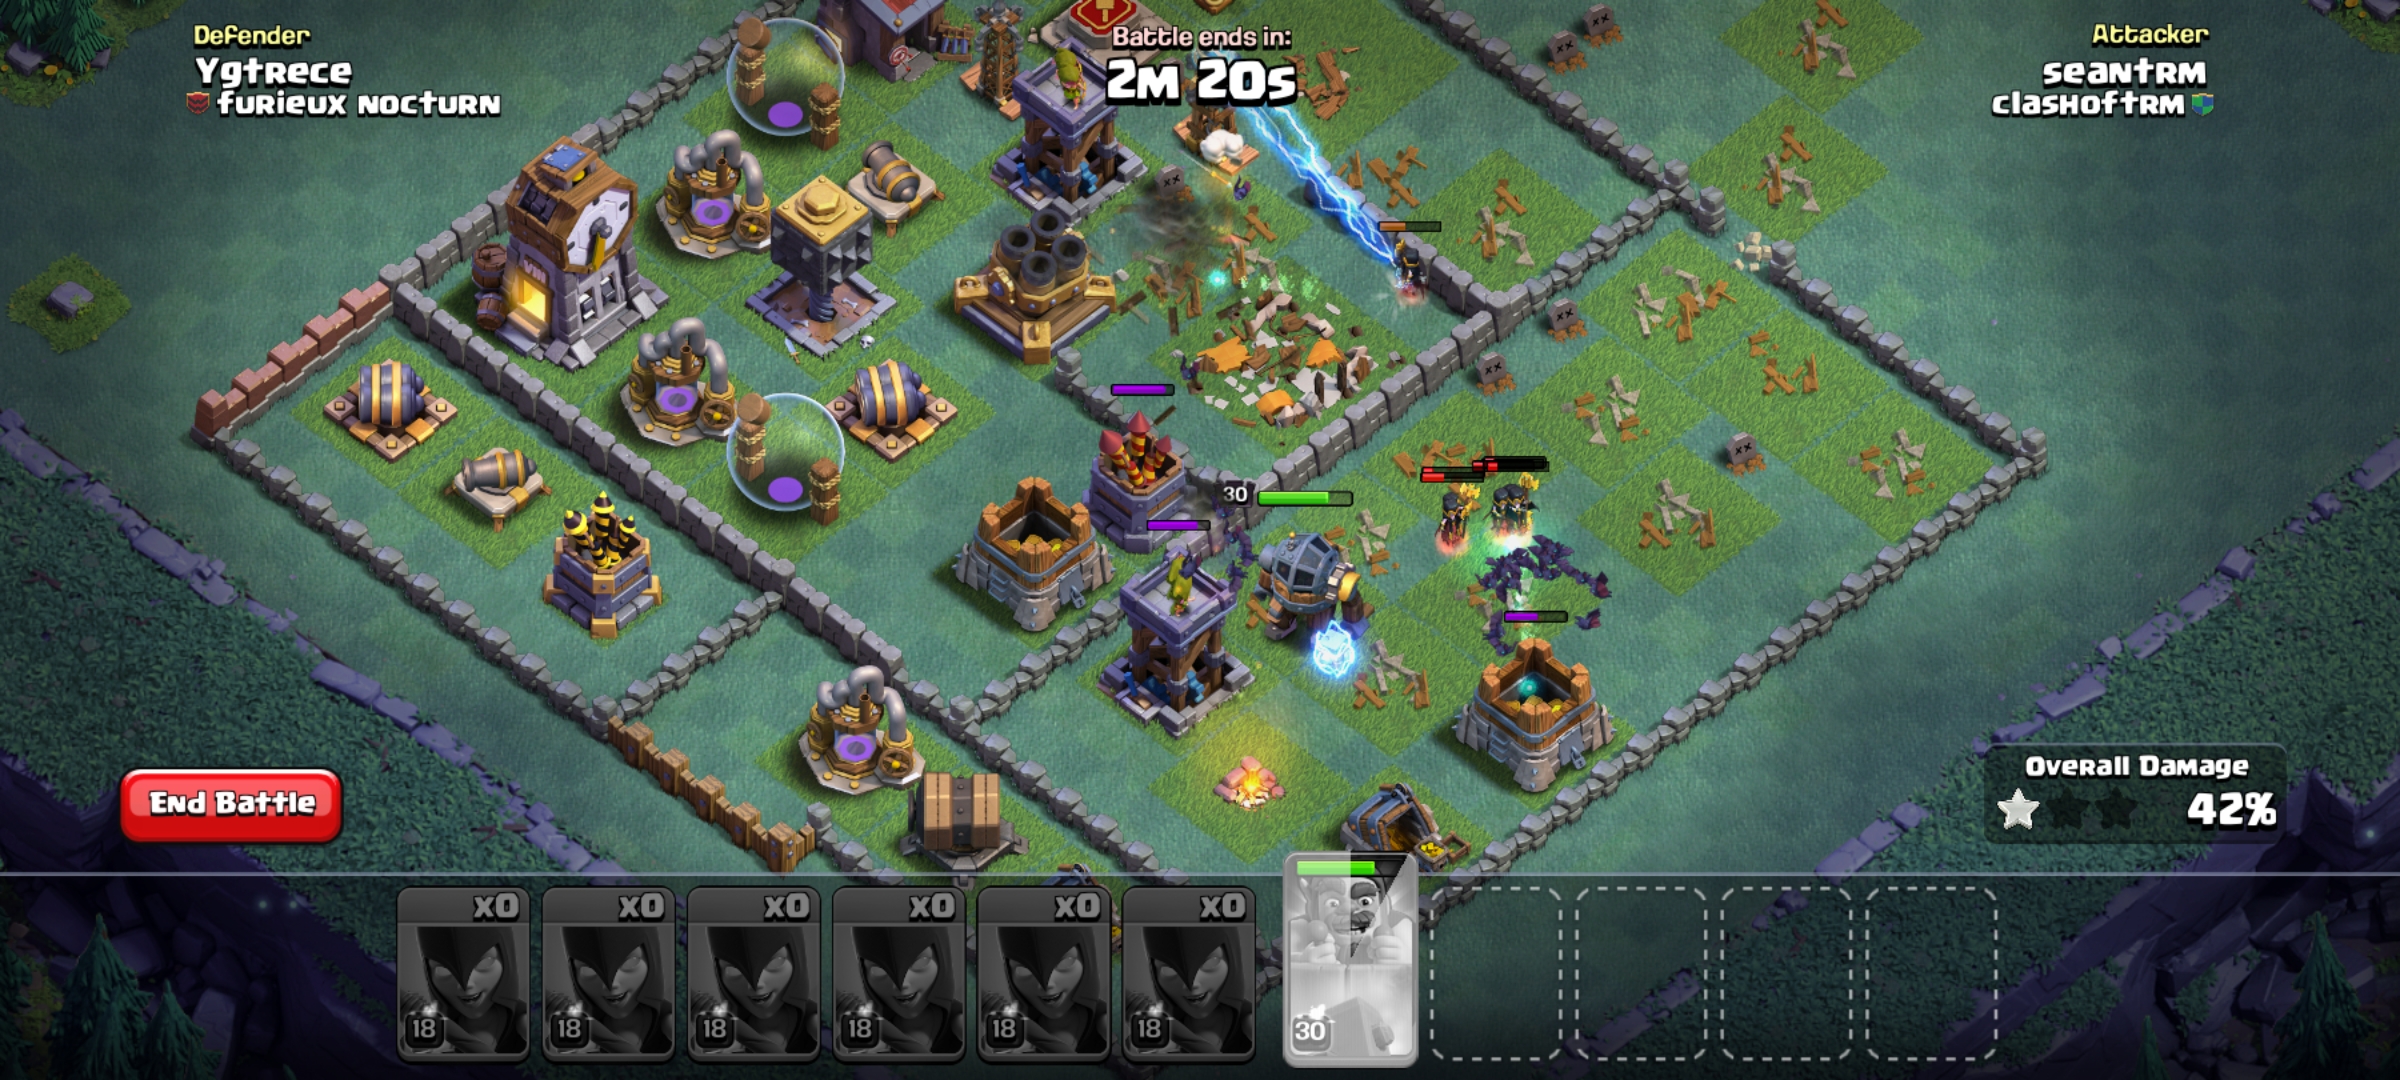 Defender
Ygtrece
furieux nocturn
Battle ends in:
2m 20s
Attacker
seantrm
clashoftrm
30
End Battle
Overall Damage
42%
x0 x0 x0 x0 x0 x0
18 18 18 18 18 18 30